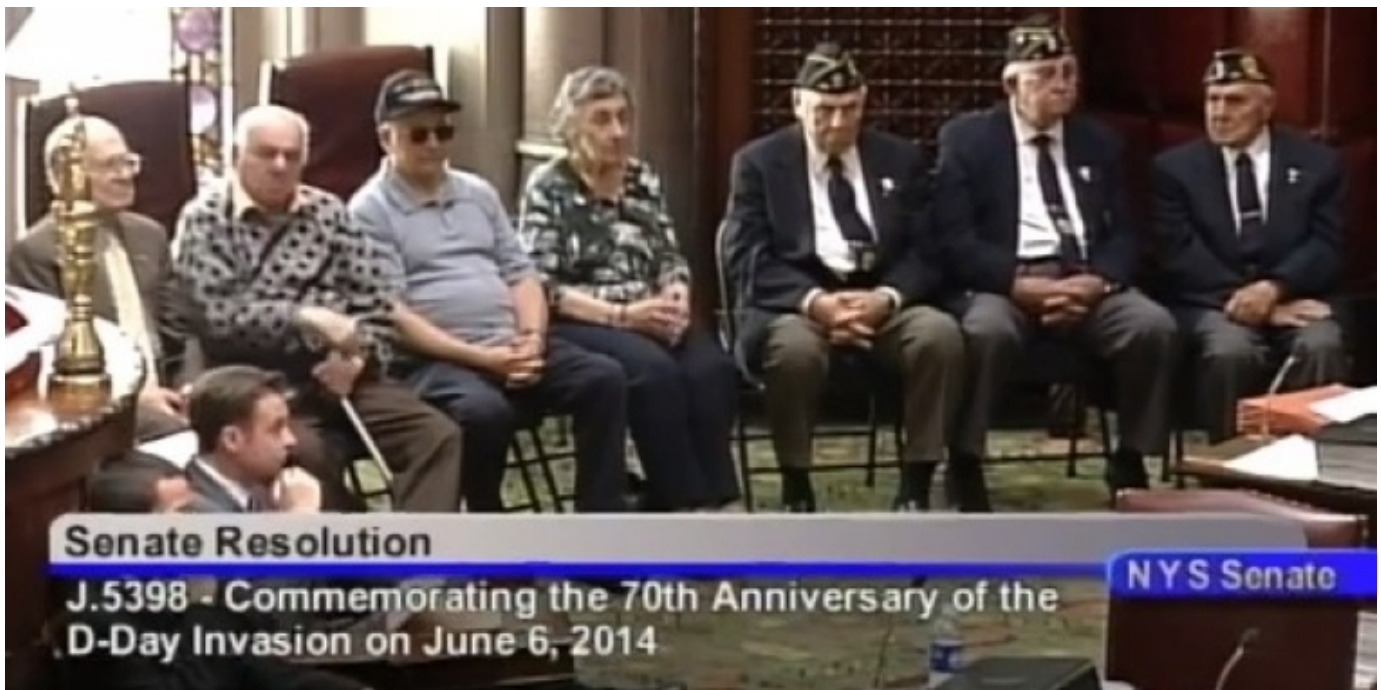 Senate Resolution
NYS Senate
J.5398 - Commemorating the 70th Anniversary of the
D-Day Invasion on June 6, 2014